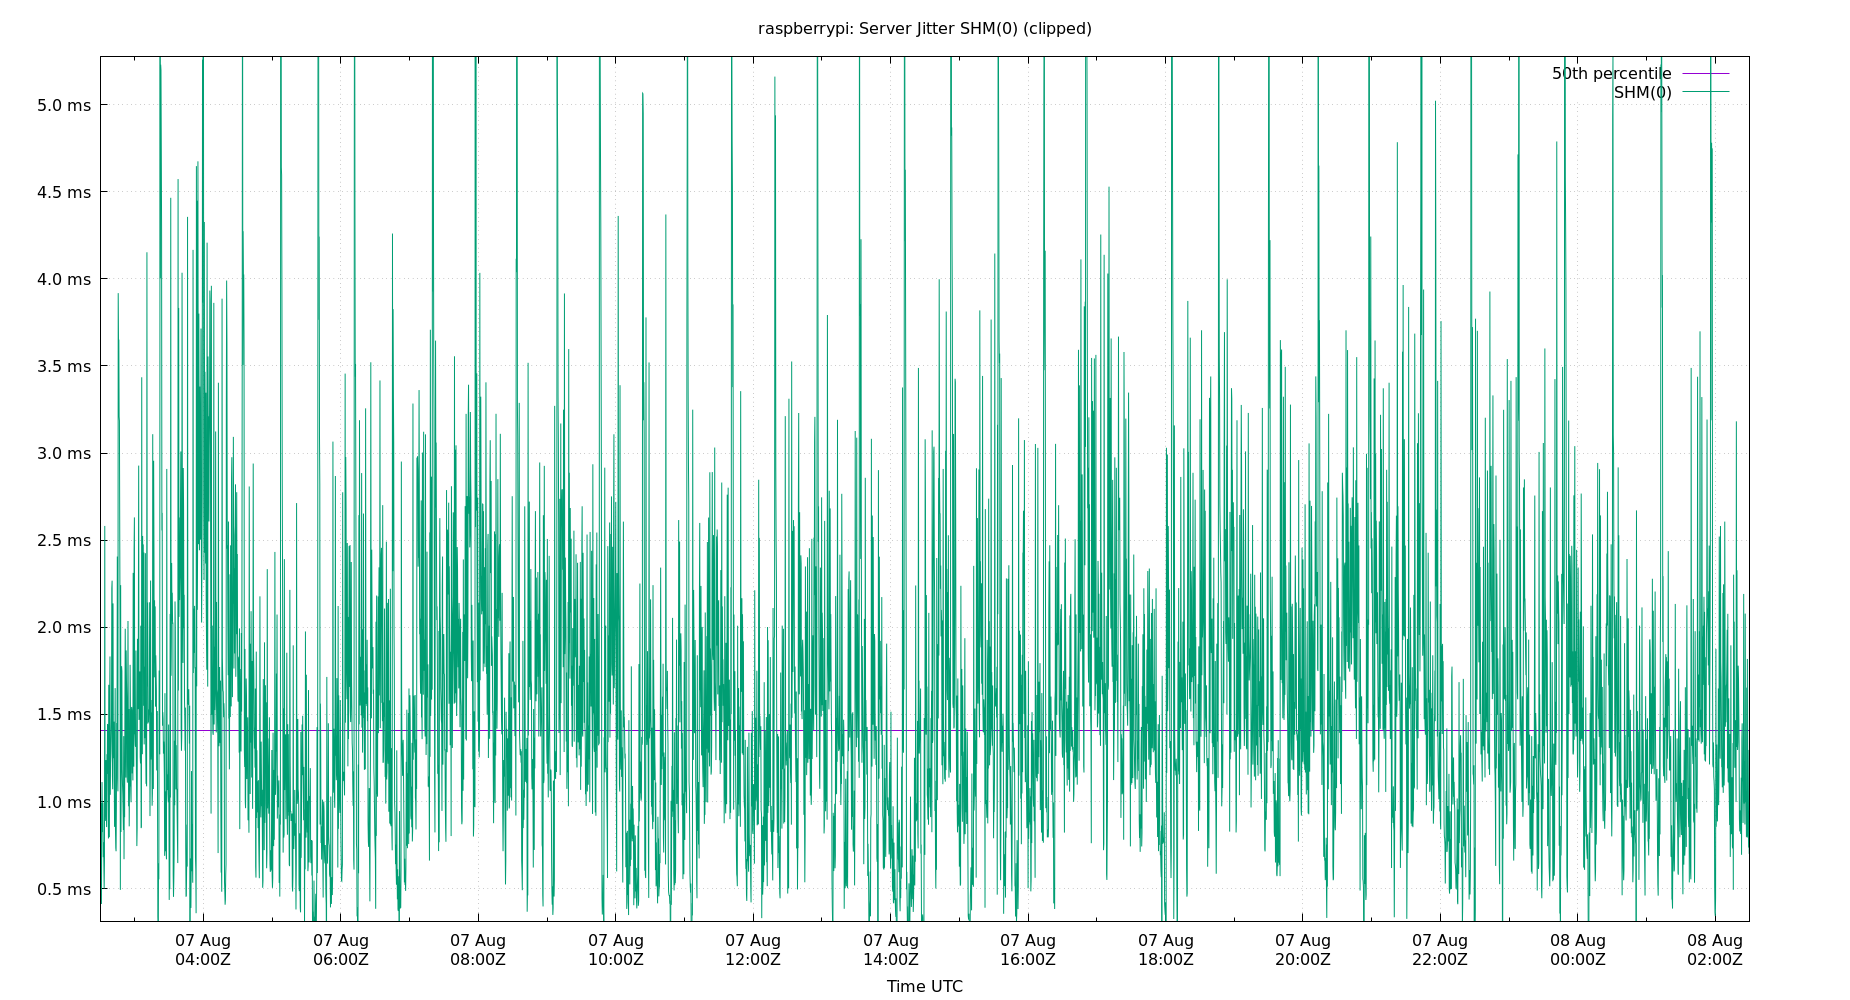 raspberrypi: Server Jitter SHM(0) (clipped)
50th percentile
SHM(0)
5.0 ms
4.5 ms
4.0 ms
3.5 ms
3.0 ms
2.5 ms
2.0 ms
1.5 ms
1.0 ms
0.5 ms
07 Aug 07 Aug 07 Aug 07 Aug 07 Aug 07 Aug 07 Aug 07 Aug 07 Aug 07 Aug 08 Aug 08 Aug
04:00Z 06:00Z 08:00Z 10:00Z 12:00Z 14:00Z 16:00Z 18:00Z 20:00Z 22:00Z 00:00Z 02:00Z
Time UTC